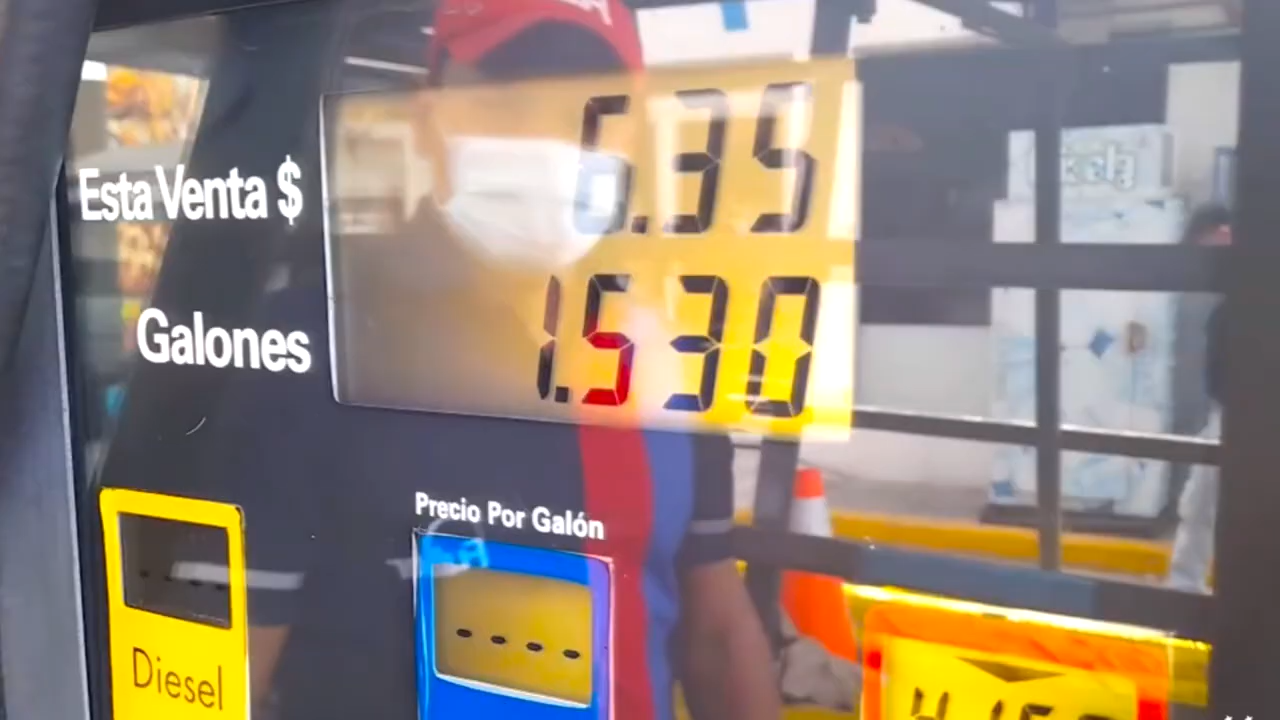 Esta Venta $ 6.35
Galones 1.530
Precio Por Galón
- - - -
Diesel